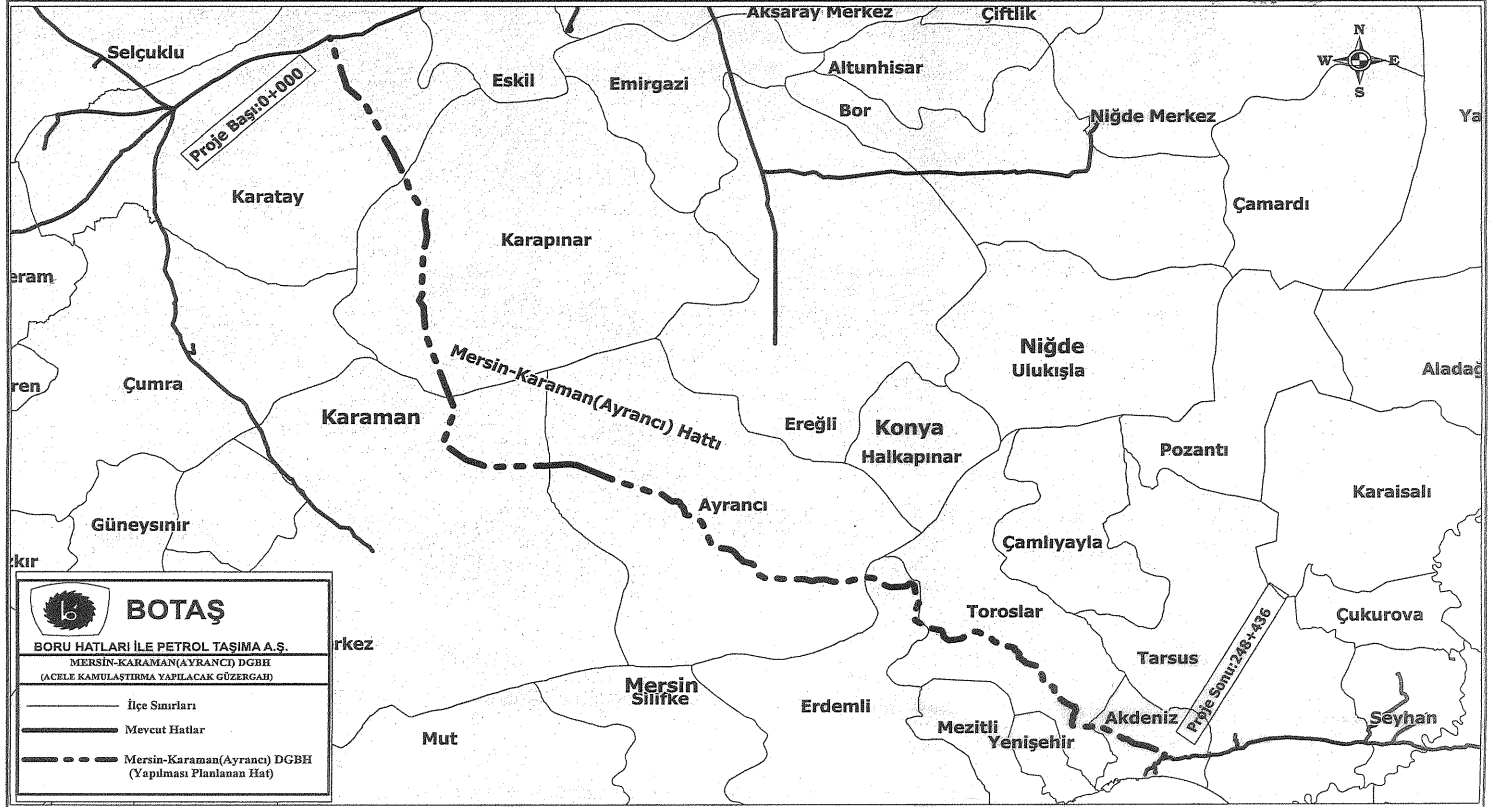 Aksaray Merkez
Çiftlik
Selçuklu
Eskil
Emirgazi
Altunhisar
Bor
Niğde Merkez
Ya
N
W
E
S
Proje Başı:0+000
Karatay
Karapınar
Çamardı
eram
Niğde
Ulukışla
Aladağ
ren
Çumra
Mersin-Karaman(Ayrancı) Hattı
Karaman
Ereğli
Konya
Halkapınar
Pozantı
Karaisalı
Ayrancı
Güneysınır
Çamlıyayla
zkır
Toroslar
Çukurova
Tarsus
Proje Sonu:248+436
rkez
Mersin
Silifke
Erdemli
Mezitli
Yenişehir
Akdeniz
Seyhan
Mut
BOTAŞ
BORU HATLARI İLE PETROL TAŞIMA A.Ş.
MERSİN-KARAMAN(AYRANCI) DGBH
(ACELE KAMULAŞTIRMA YAPILACAK GÜZERGAH)
İlçe Sınırları
Mevcut Hatlar
Mersin-Karaman(Ayrancı) DGBH
(Yapılması Planlanan Hat)